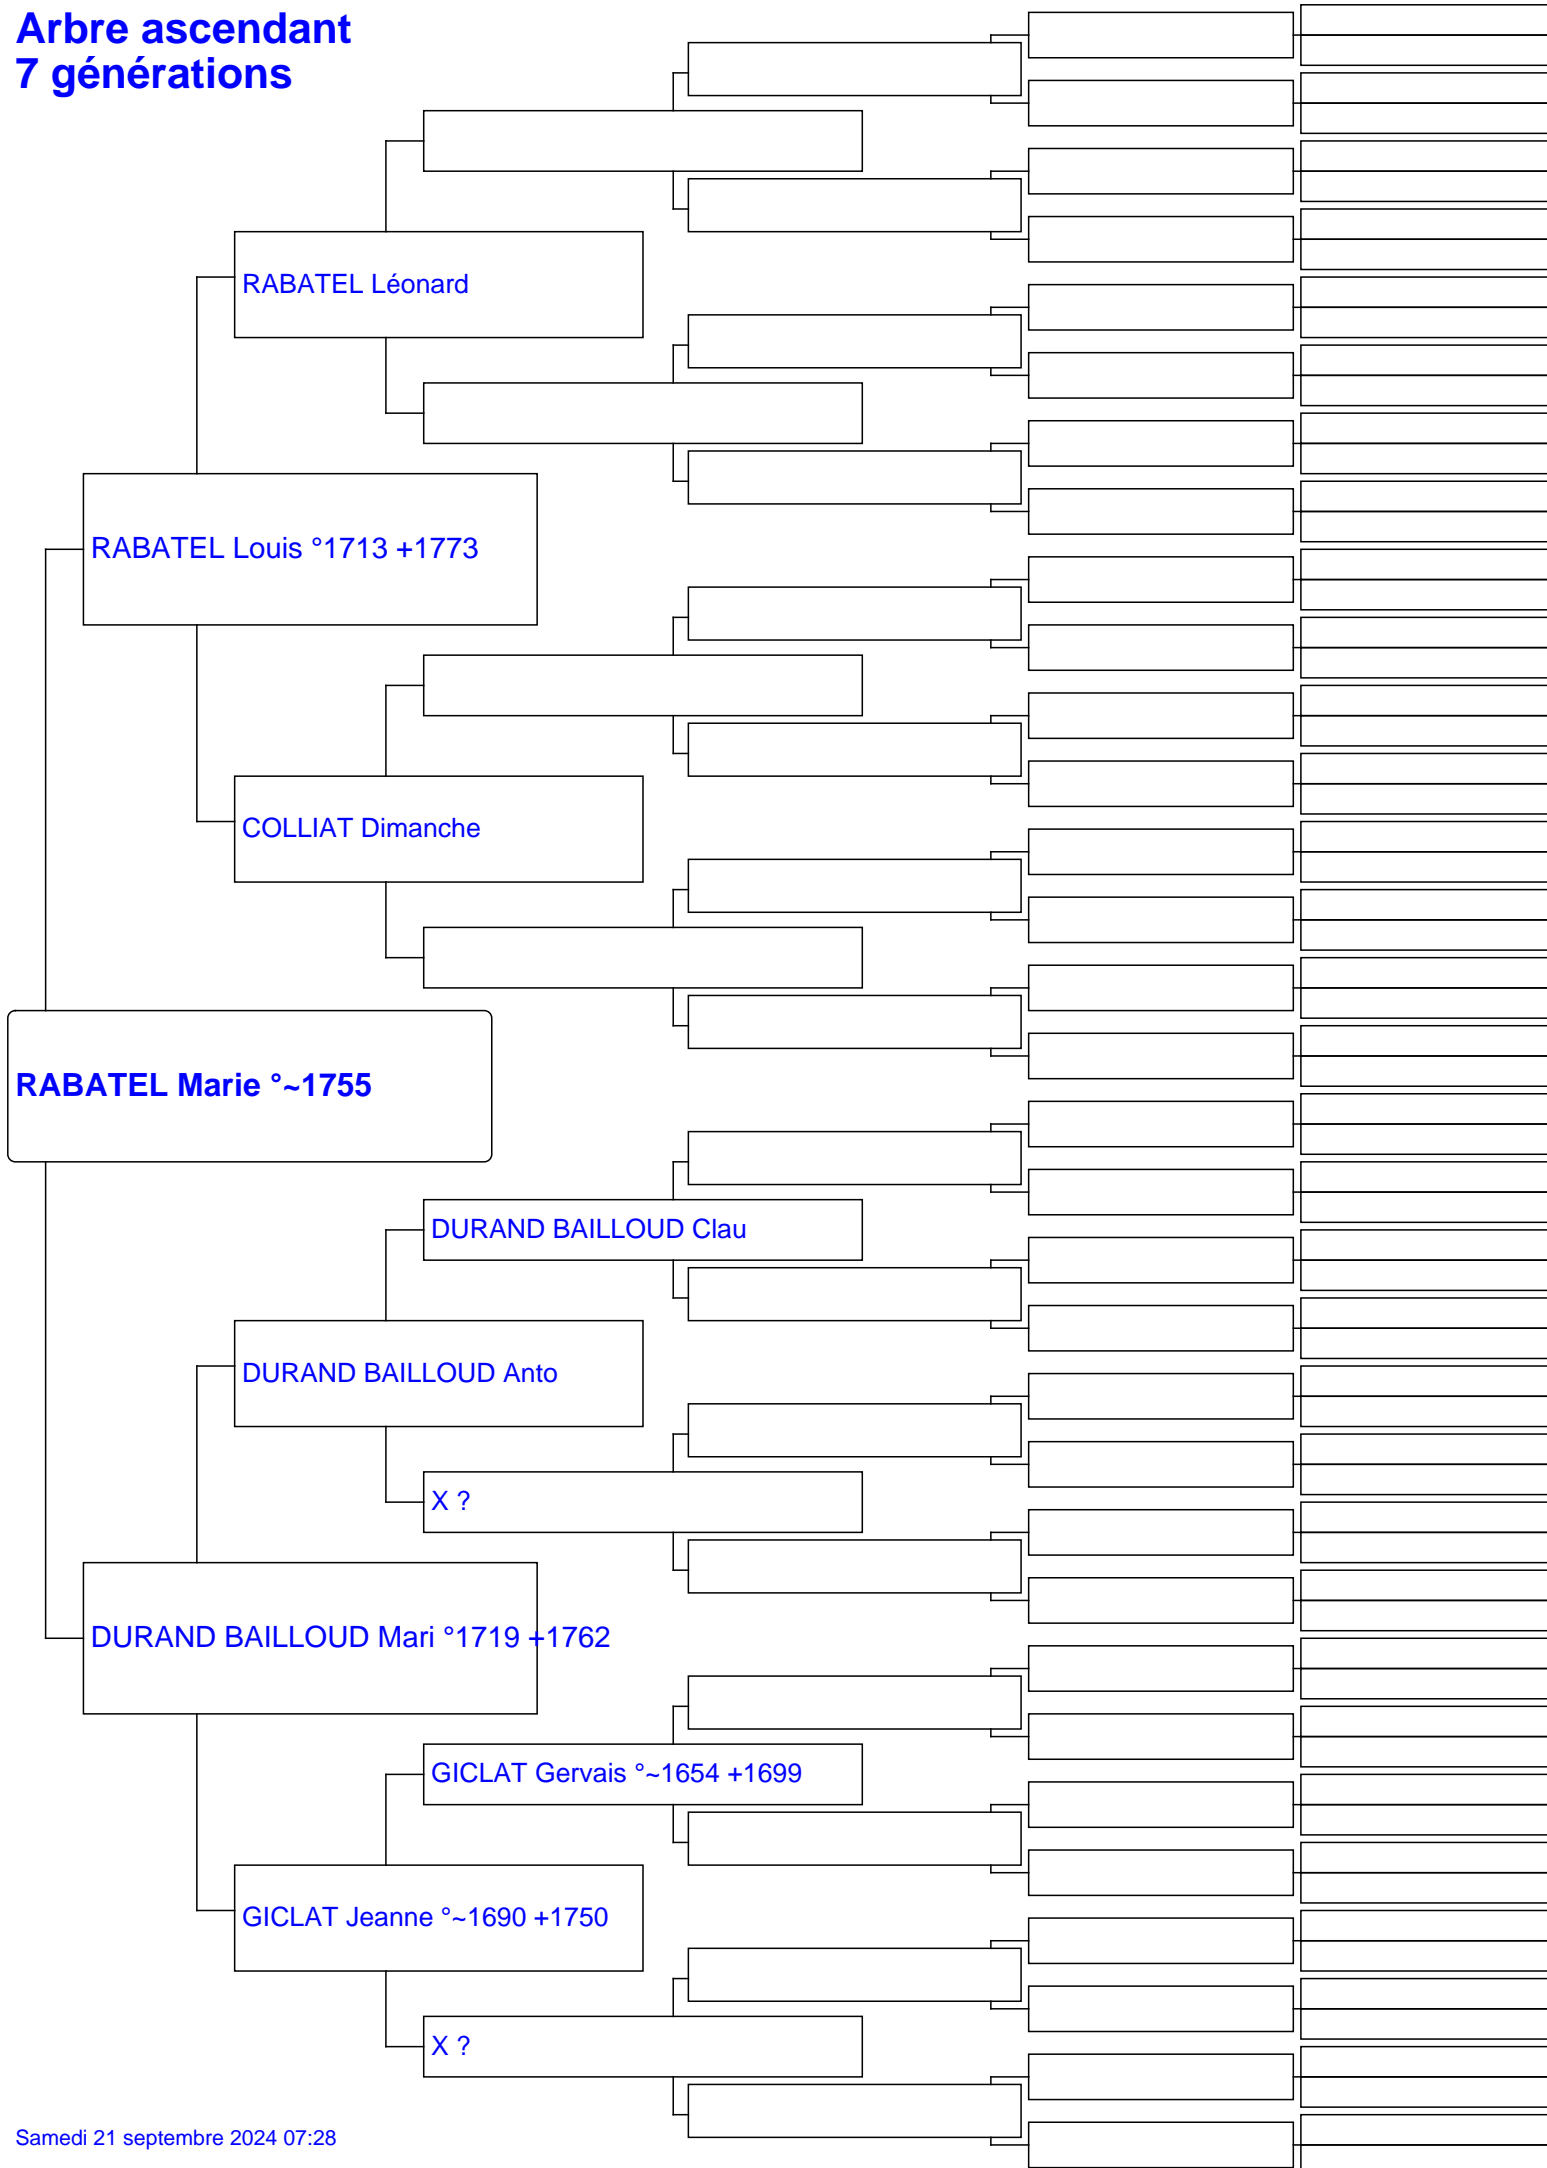 Arbre ascendant
7 générations
RABATEL Léonard
RABATEL Louis °1713 +1773
COLLIAT Dimanche
RABATEL Marie °~1755
DURAND BAILLOUD Clau
DURAND BAILLOUD Anto
X ?
DURAND BAILLOUD Mari °1719 +1762
GICLAT Gervais °~1654 +1699
GICLAT Jeanne °~1690 +1750
X ?
Samedi 21 septembre 2024 07:28